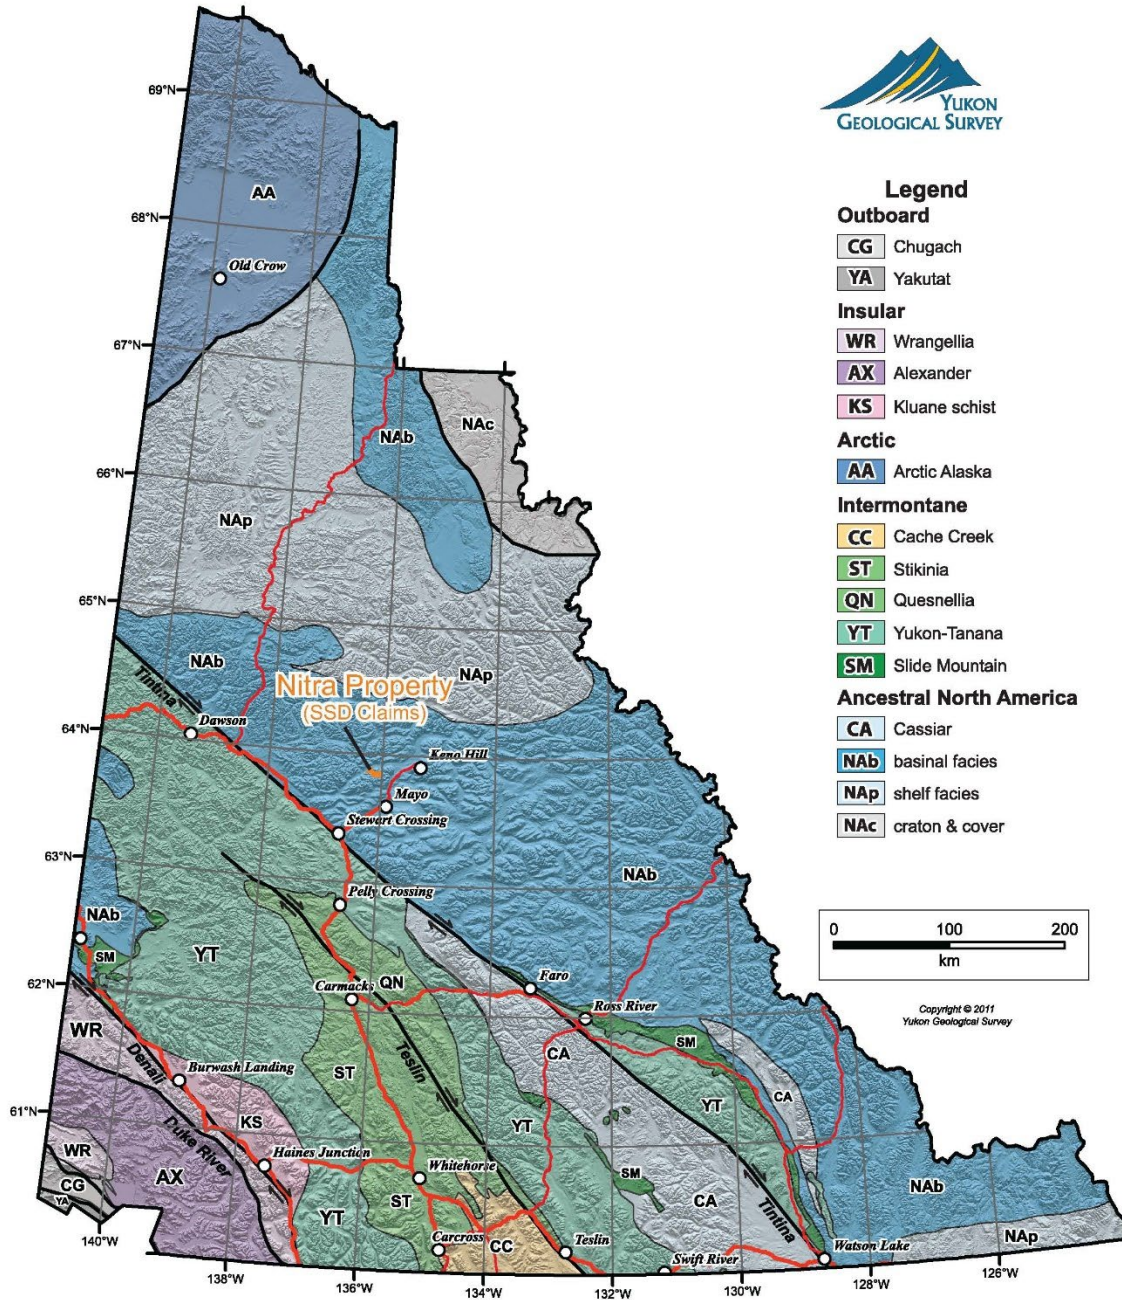 YUKON
GEOLOGICAL SURVEY
Legend
Outboard
CG Chugach
YA Yakutat
Insular
WR Wrangellia
AX Alexander
KS Kluane schist
Arctic
AA Arctic Alaska
Intermontane
CC Cache Creek
ST Stikinia
QN Quesnellia
YT Yukon-Tanana
SM Slide Mountain
Ancestral North America
CA Cassiar
NAb basinal facies
NAp shelf facies
NAc craton & cover
0 100 200
km
Copyright © 2011
Yukon Geological Survey
69°N
AA
68°N
Old Crow
67°N
NAc
NAb
66°N
NAp
65°N
NAb
NAp
Tintina
Nitra Property
(SSD Claims)
64°N
Dawson
Keno Hill
Mayo
Stewart Crossing
63°N
NAb
Pelly Crossing
NAb
YT
SM
62°N
QN
Faro
Carmacks
Ross River
WR
SM
CA
Denali
Teslin
ST
Burwash Landing
YT
CA
61°N
KS
YT
Duke River
WR
Haines Junction
SM
AX
Whitehorse
CG
NAb
YA
ST
CA
YT
Tintina
140°W
Carcross
CC
Teslin
Swift River
Watson Lake
NAp
138°W
136°W
134°W
132°W
130°W
128°W
126°W